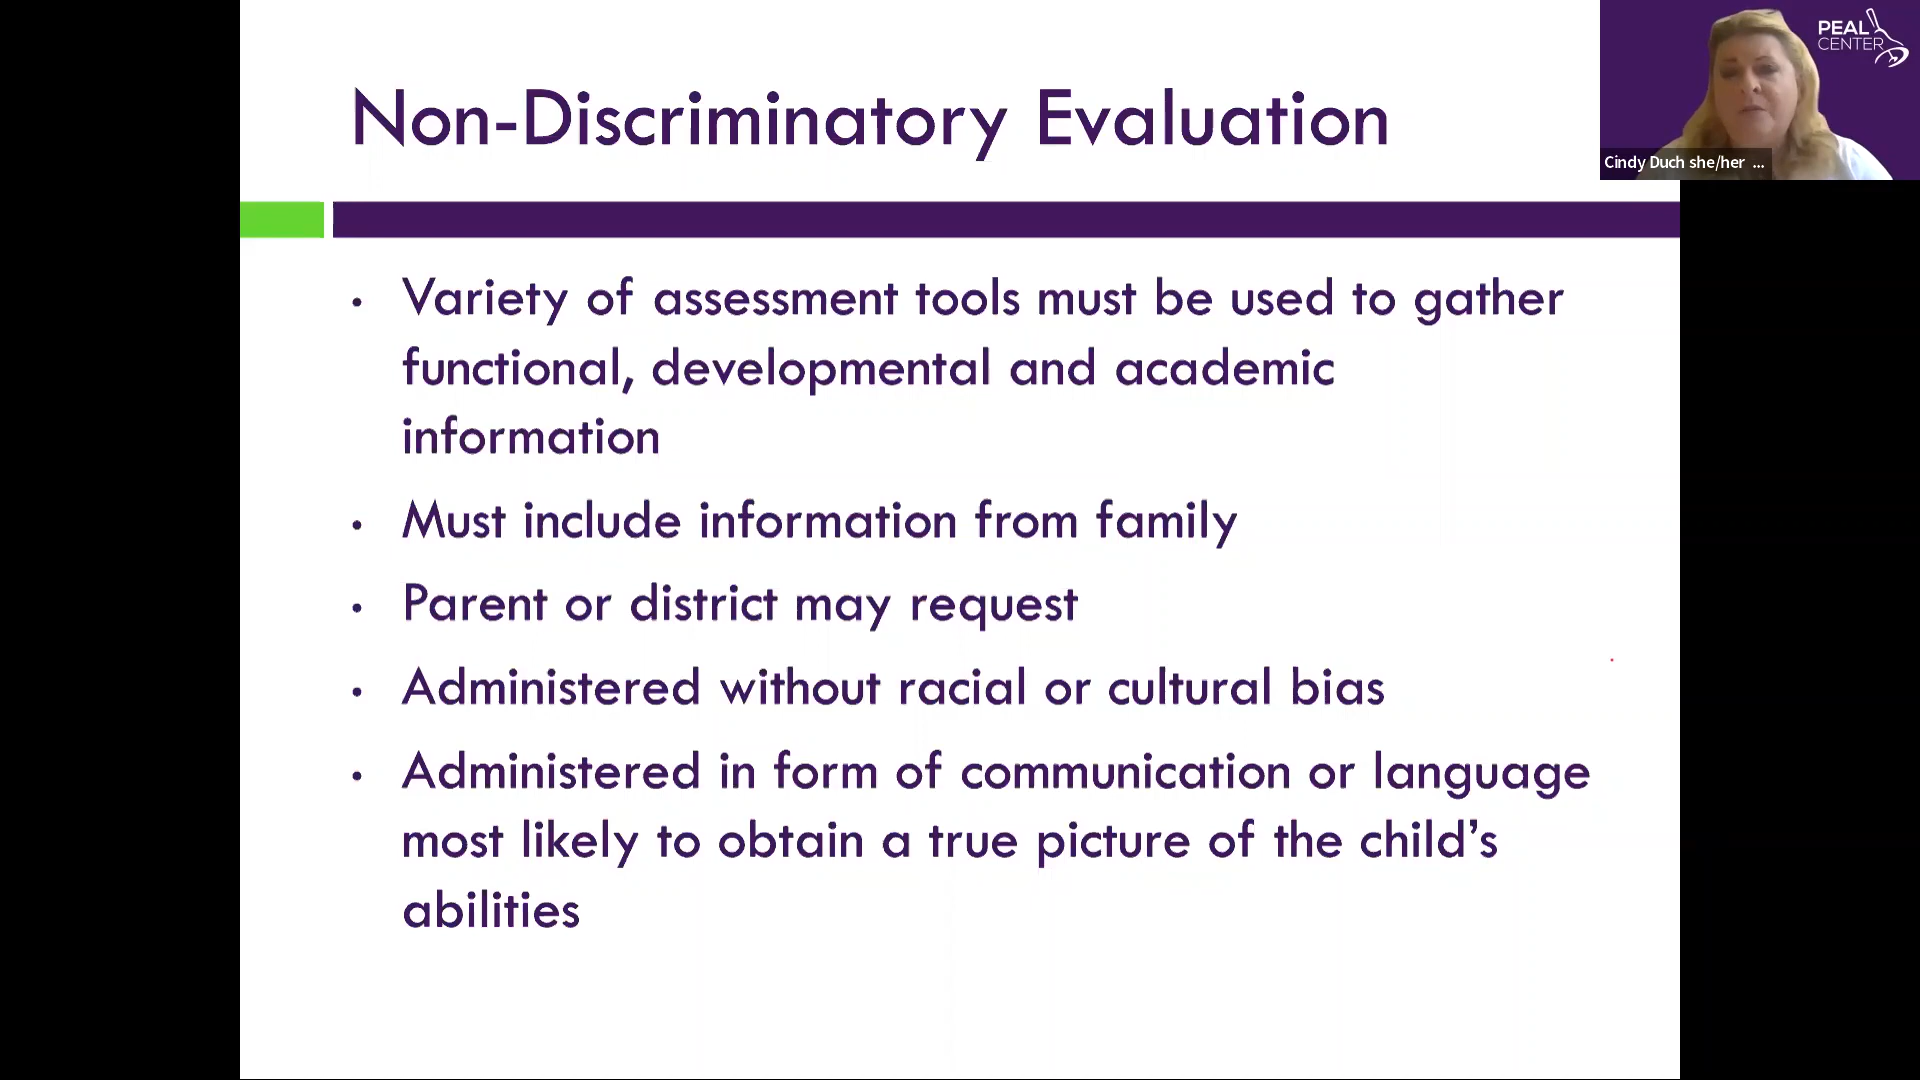 Non-Discriminatory Evaluation
• Variety of assessment tools must be used to gather
functional, developmental and academic
information
• Must include information from family
• Parent or district may request
• Administered without racial or cultural bias
• Administered in form of communication or language
most likely to obtain a true picture of the child's
abilities
PEAL
CENTER
Cindy Duch she/her ...